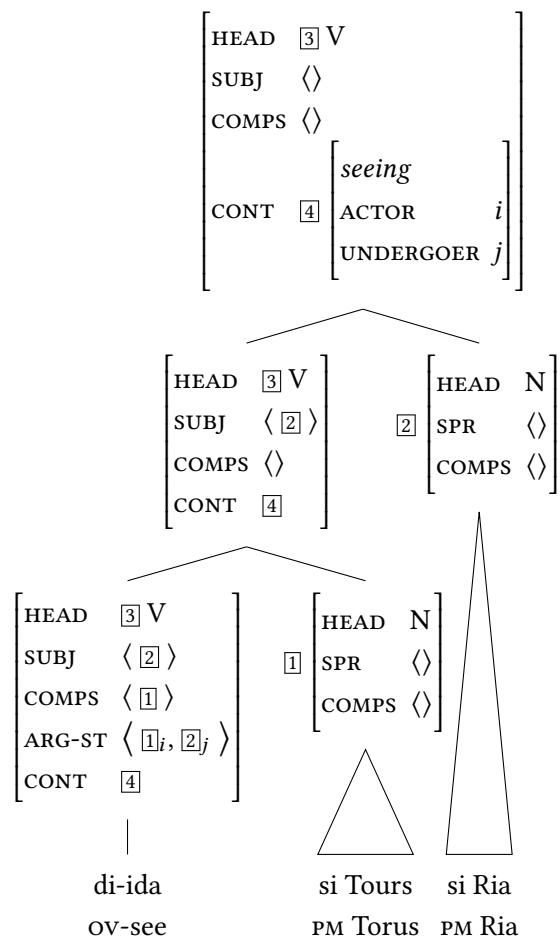 HEAD [3] V
SUBJ ⟨⟩
COMPS ⟨⟩
CONT [4]
seeing
ACTOR i
UNDERGOER j
HEAD [3] V
SUBJ ⟨ [2] ⟩
COMPS ⟨⟩
CONT [4]
[2]
HEAD N
SPR ⟨⟩
COMPS ⟨⟩
HEAD [3] V
SUBJ ⟨ [2] ⟩
COMPS ⟨ [1] ⟩
ARG-ST ⟨ [1]i, [2]j ⟩
CONT [4]
[1]
HEAD N
SPR ⟨⟩
COMPS ⟨⟩
di-ida si Tours si Ria
OV-see PM Torus PM Ria